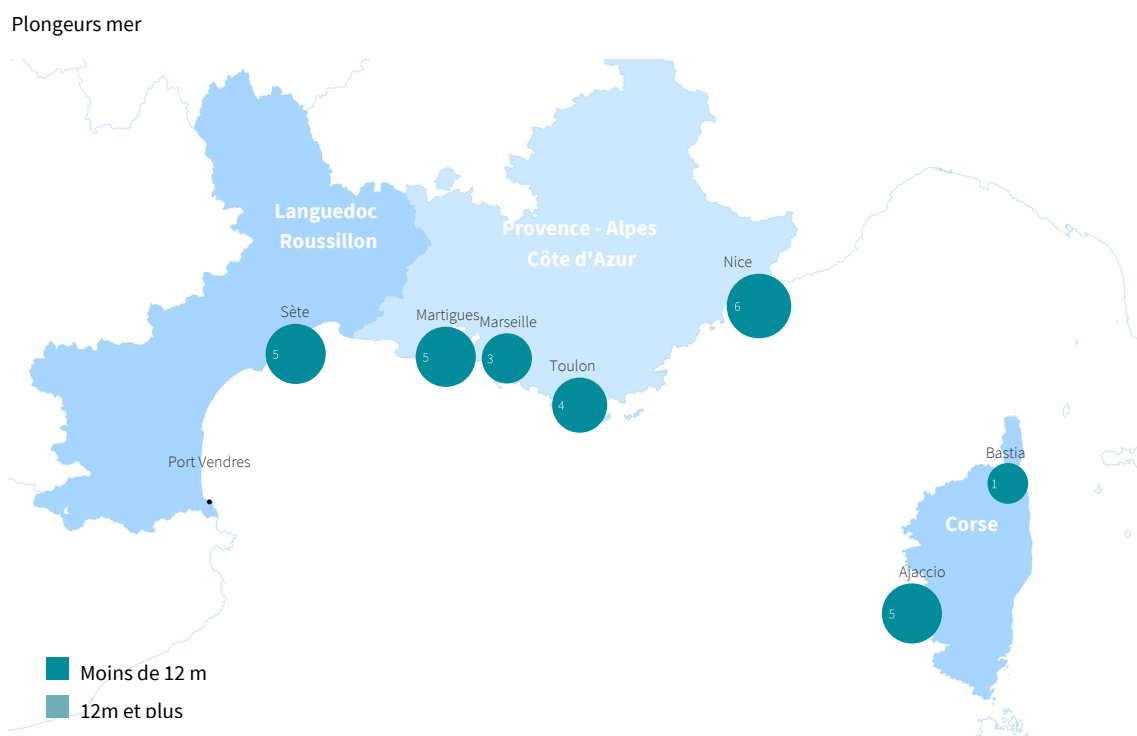 Plongeurs mer
Languedoc
Roussillon
Provence - Alpes
Côte d'Azur
Nice
6
Sète
5
Martigues
5
Marseille
3
Toulon
4
Port Vendres
Bastia
1
Corse
Ajaccio
5
Moins de 12 m
12m et plus